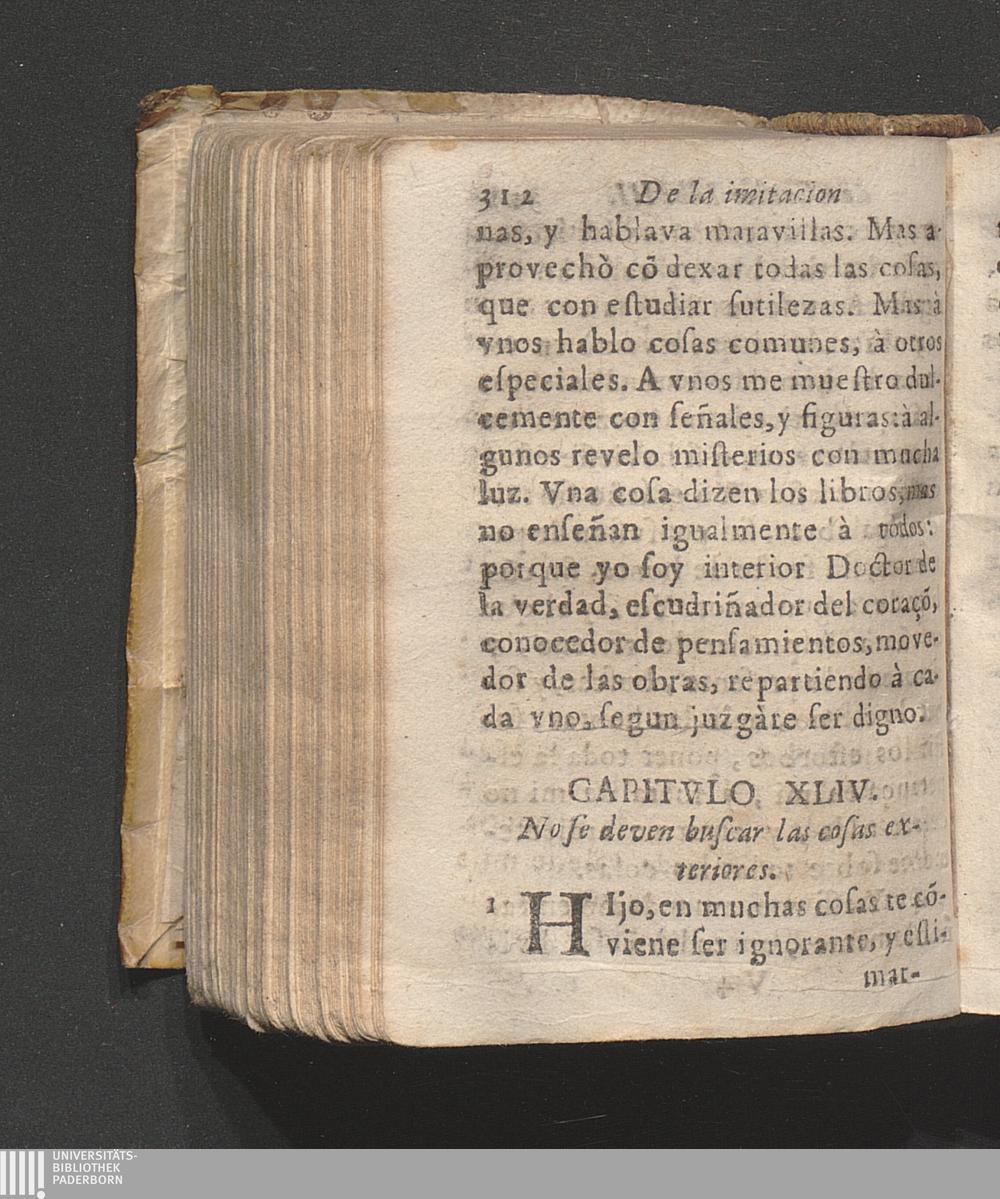 312 De la imitacion
nas, y hablava maravillas. Mas a-
provechò cõ dexar todas las coſas,
que con eſtudiar ſutilezas. Mas à
vnos hablo coſas comunes, à otros
eſpeciales. A vnos me mueſtro dul-
cemente con ſeñales, y figuras: à al-
gunos revelo miſterios con mucha
luz. Vna coſa dizen los libros, mas
no enſeñan igualmente à todos:
porque yo ſoy interior Doctor de
la verdad, eſcudriñador del coraçõ,
conocedor de penſamientos, move-
dor de las obras, repartiendo à ca-
da vno, ſegun juzgàre ſer digno.
CAPITVLO XLIV.
No ſe deven buſcar las coſas ex-
teriores.
1 HIjo, en muchas coſas te cõ-
viene ſer ignorante, y eſti-
mar-
UNIVERSITÄTS-
BIBLIOTHEK
PADERBORN